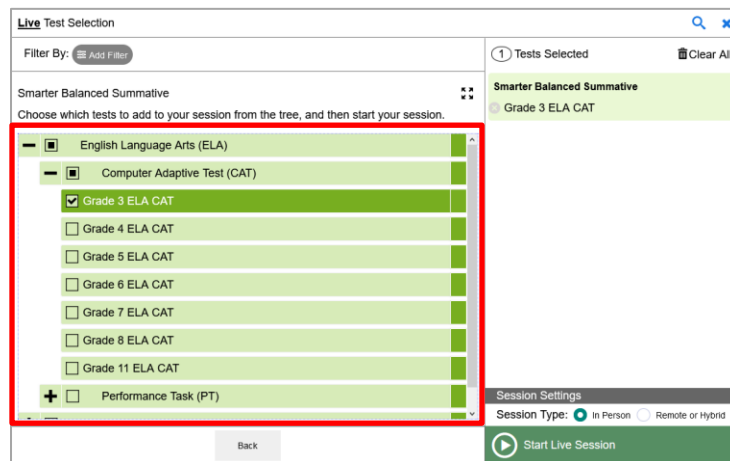 Live Test Selection
Filter By: Add Filter
Smarter Balanced Summative
Choose which tests to add to your session from the tree, and then start your session.
English Language Arts (ELA)
Computer Adaptive Test (CAT)
Grade 3 ELA CAT
Grade 4 ELA CAT
Grade 5 ELA CAT
Grade 6 ELA CAT
Grade 7 ELA CAT
Grade 8 ELA CAT
Grade 11 ELA CAT
Performance Task (PT)
Back
1 Tests Selected Clear All
Smarter Balanced Summative
Grade 3 ELA CAT
Session Settings
Session Type: In Person Remote or Hybrid
Start Live Session